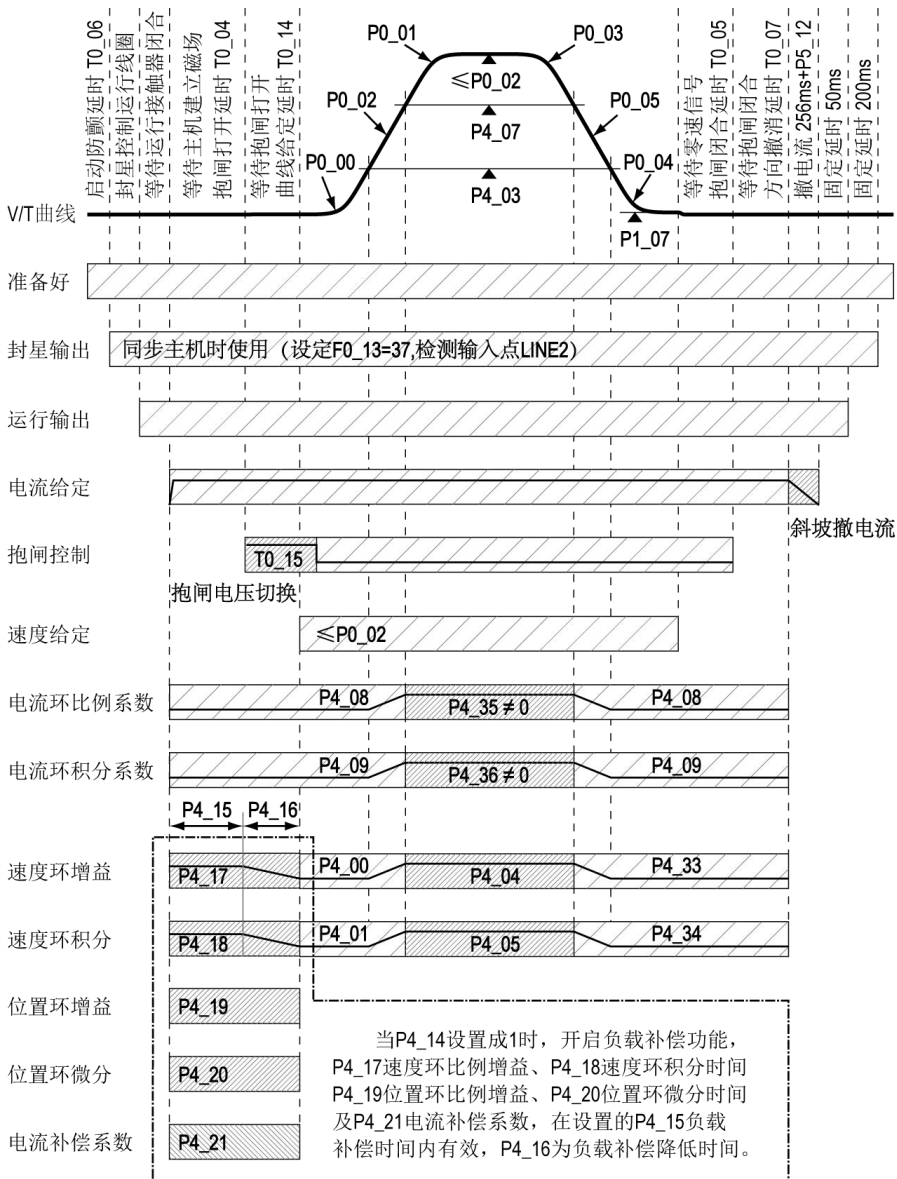 启动防颤延时 T0_06
封星控制运行线圈
等待运行接触器闭合
等待主机建立磁场
抱闸打开延时 T0_04
等待抱闸打开
曲线给定延时 T0_14
P0_01
P0_03
≤P0_02
P0_02
P0_05
P4_07
P0_00
P0_04
P4_03
P1_07
等待零速信号
抱闸闭合延时 T0_05
等待抱闸闭合
方向撤消延时 T0_07
撤电流 256ms+P5_12
固定延时 50ms
固定延时 200ms
V/T曲线
准备好
封星输出
同步主机时使用（设定F0_13=37,检测输入点LINE2）
运行输出
电流给定
斜坡撤电流
抱闸控制
T0_15
抱闸电压切换
速度给定
≤P0_02
电流环比例系数
P4_08
P4_35 ≠ 0
P4_08
电流环积分系数
P4_09
P4_36 ≠ 0
P4_09
P4_15
P4_16
速度环增益
P4_17
P4_00
P4_04
P4_33
速度环积分
P4_18
P4_01
P4_05
P4_34
位置环增益
P4_19
位置环微分
P4_20
电流补偿系数
P4_21
当P4_14设置成1时，开启负载补偿功能，
P4_17速度环比例增益、P4_18速度环积分时间
P4_19位置环比例增益、P4_20位置环微分时间
及P4_21电流补偿系数，在设置的P4_15负载
补偿时间内有效，P4_16为负载补偿降低时间。